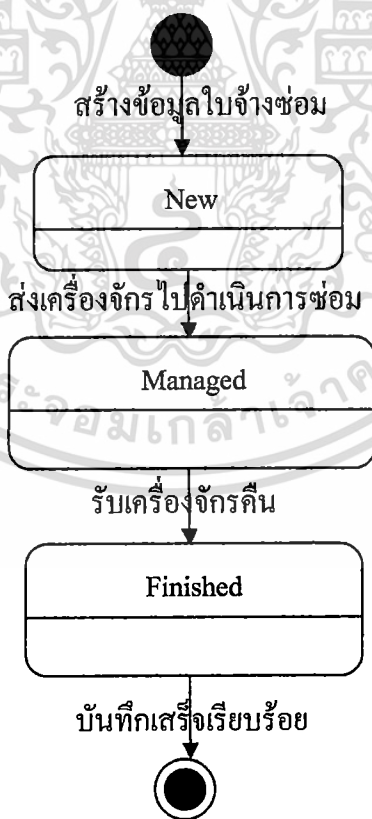 สร้างข้อมูลใบจ้างซ่อม
New
ส่งเครื่องจักรไปดำเนินการซ่อม
Managed
รับเครื่องจักรคืน
Finished
บันทึกเสร็จเรียบร้อย